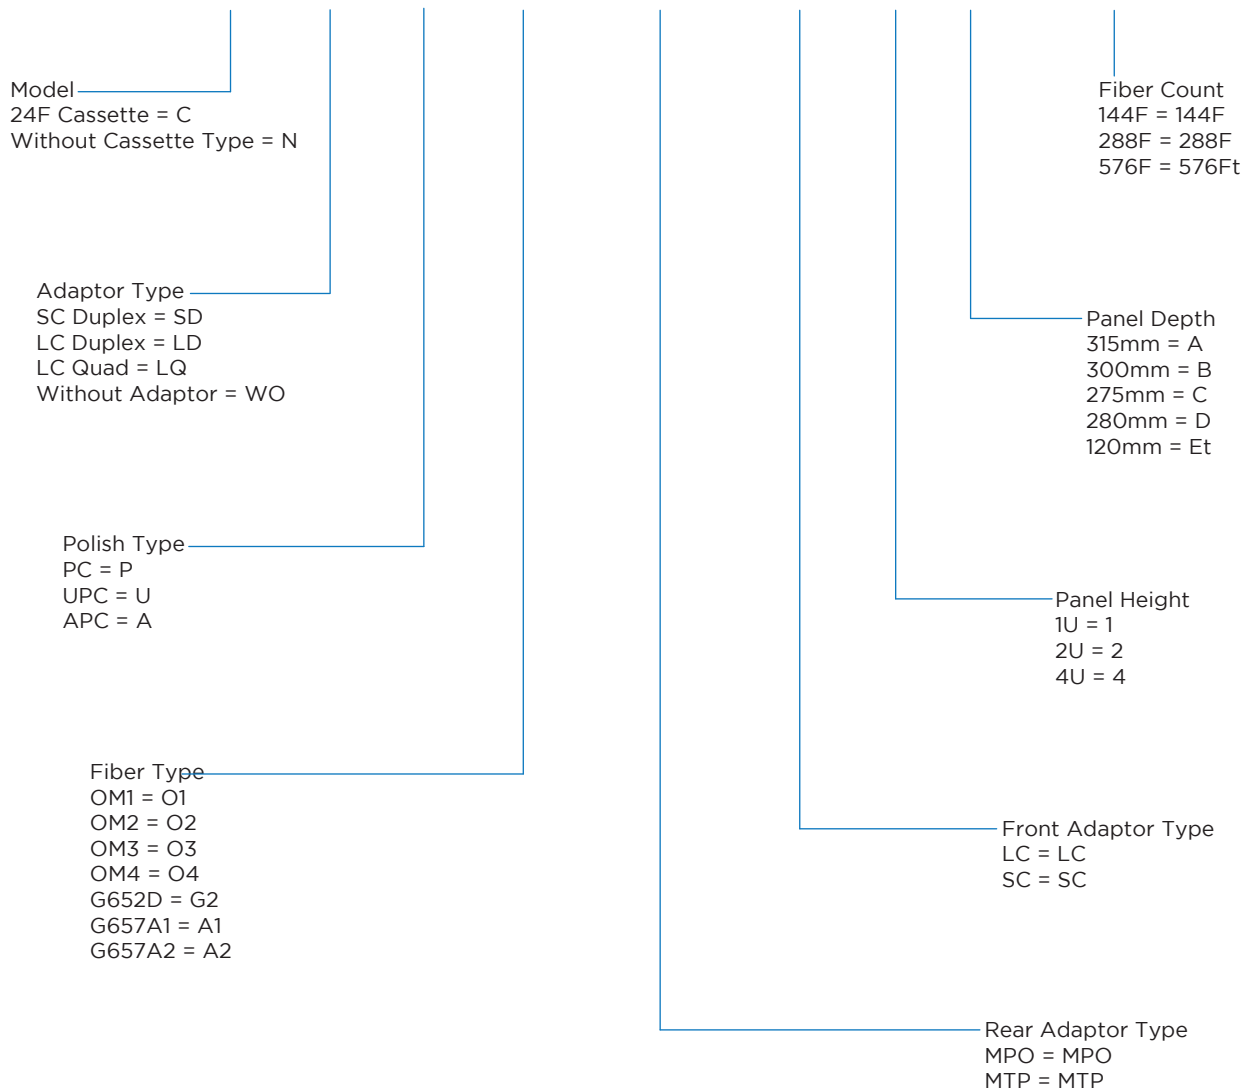 Model
24F Cassette = C
Without Cassette Type = N
Fiber Count
144F = 144F
288F = 288F
576F = 576Ft
Adaptor Type
SC Duplex = SD
LC Duplex = LD
LC Quad = LQ
Without Adaptor = WO
Panel Depth
315mm = A
300mm = B
275mm = C
280mm = D
120mm = Et
Polish Type
PC = P
UPC = U
APC = A
Panel Height
1U = 1
2U = 2
4U = 4
Fiber Type
OM1 = O1
OM2 = O2
OM3 = O3
OM4 = O4
G652D = G2
G657A1 = A1
G657A2 = A2
Front Adaptor Type
LC = LC
SC = SC
Rear Adaptor Type
MPO = MPO
MTP = MTP